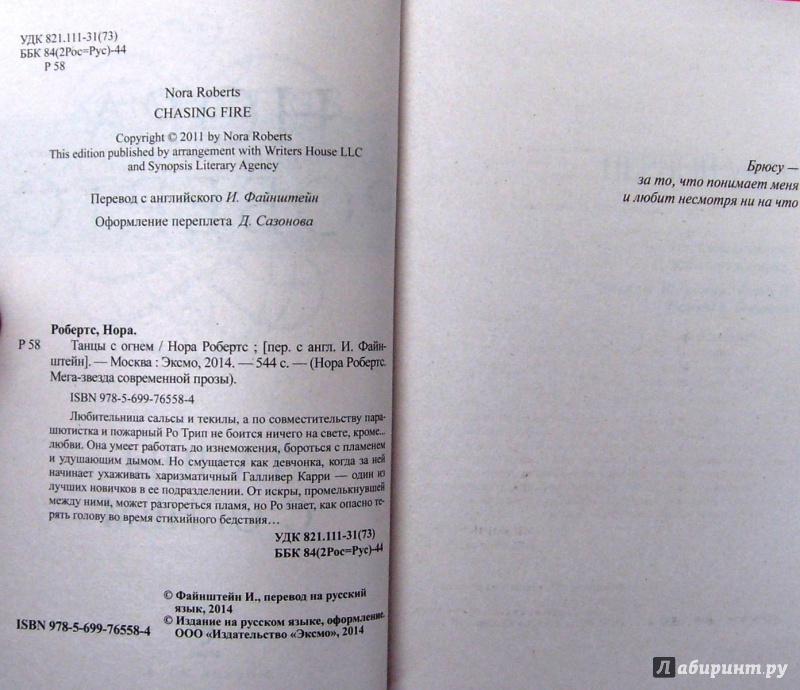 УДК 821.111-31(73)
ББК 84(2Рос=Рус)-44
Р 58
Nora Roberts
CHASING FIRE
Copyright © 2011 by Nora Roberts
This edition published by arrangement with Writers House LLC
and Synopsis Literary Agency
Перевод с английского И. Файнштейн
Оформление переплета Д. Сазонова
Робертс, Нора.
Р 58 Танцы с огнем / Нора Робертс ; [пер. с англ. И. Файн-
штейн]. — Москва : Эксмо, 2014. — 544 с. — (Нора Робертс.
Мега-звезда современной прозы).
ISBN 978-5-699-76558-4
Любительница сальсы и текилы, а по совместительству пара-
шютистка и пожарный Ро Трип не боится ничего на свете, кроме...
любви. Она умеет работать до изнеможения, бороться с пламенем
и удушающим дымом. Но смущается как девчонка, когда за ней
начинает ухаживать харизматичный Галливер Карри — один из
лучших новичков в ее подразделении. От искры, промелькнувшей
между ними, может разгореться пламя, но Ро знает, как опасно те-
рять голову во время стихийного бедствия…
УДК 821.111-31(73)
ББК 84(2Рос=Рус)-44
© Файнштейн И., перевод на русский
язык, 2014
© Издание на русском языке, оформление.
ООО «Издательство «Эксмо», 2014
ISBN 978-5-699-76558-4
Брюсу —
за то, что понимает меня
и любит несмотря ни на что
Лабиринт.ру